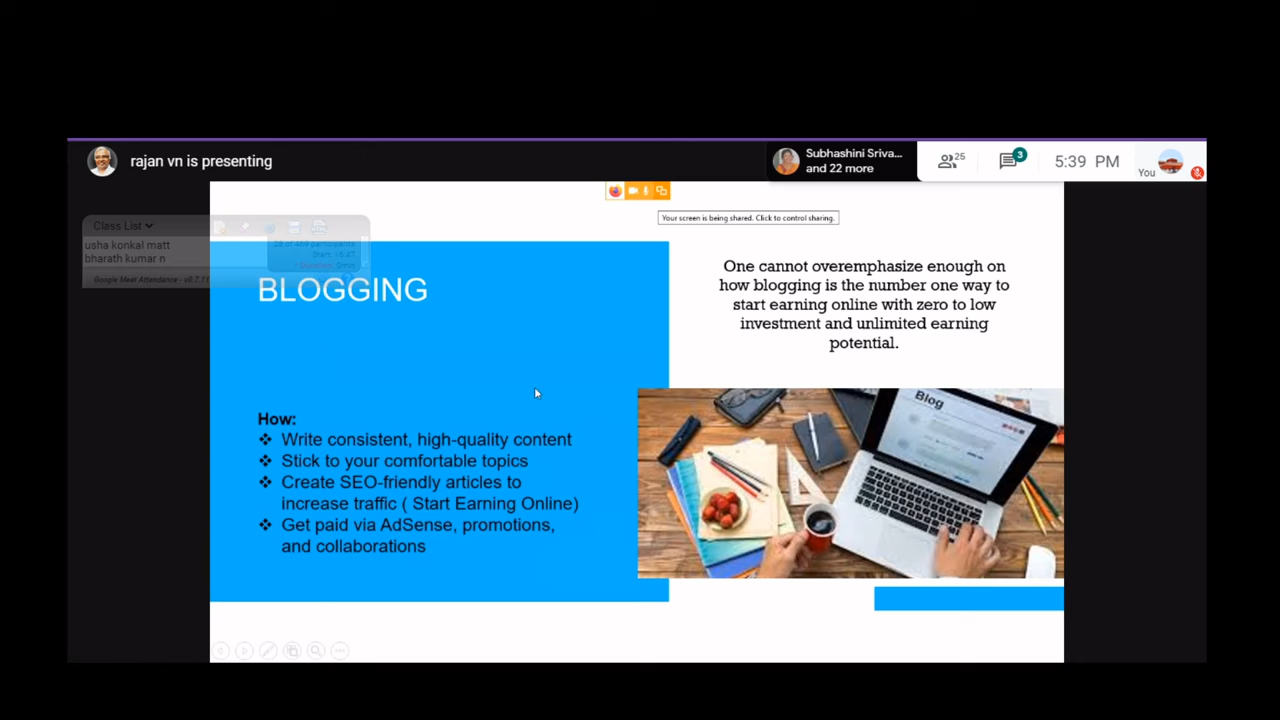 rajan vn is presenting
Subhashini Sriva...
and 22 more
25
3
5:39 PM
You
Your screen is being shared. Click to control sharing.
Class List
usha konkal matt
bharath kumar n
BLOGGING
One cannot overemphasize enough on
how blogging is the number one way to
start earning online with zero to low
investment and unlimited earning
potential.
Blog
How:
❖ Write consistent, high-quality content
❖ Stick to your comfortable topics
❖ Create SEO-friendly articles to
increase traffic ( Start Earning Online)
❖ Get paid via AdSense, promotions,
and collaborations